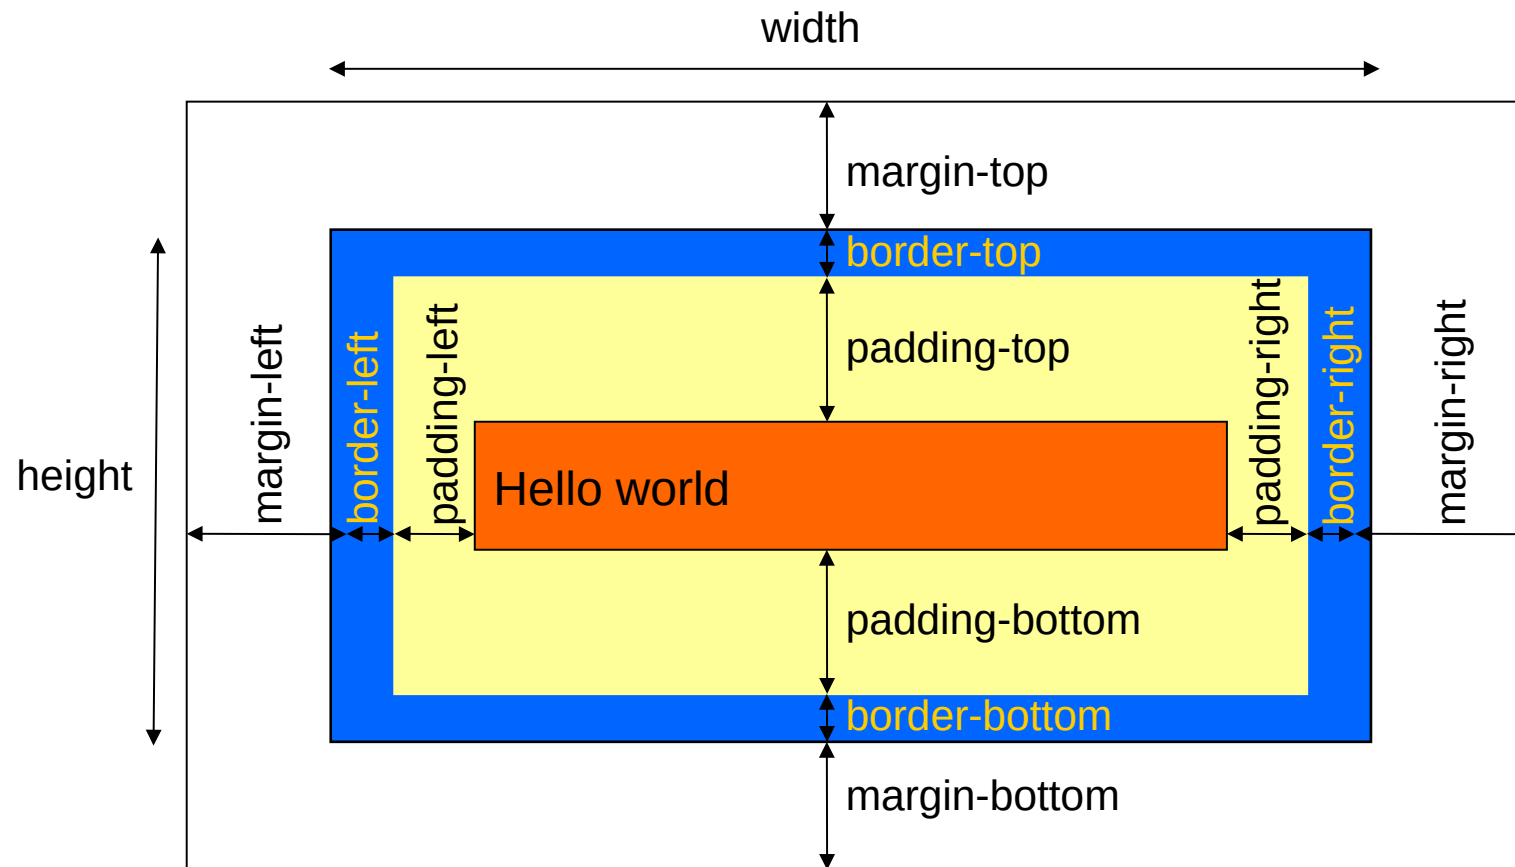 width
margin-top
border-top
padding-top
height
margin-left
border-left
padding-left
Hello world
padding-right
border-right
margin-right
padding-bottom
border-bottom
margin-bottom